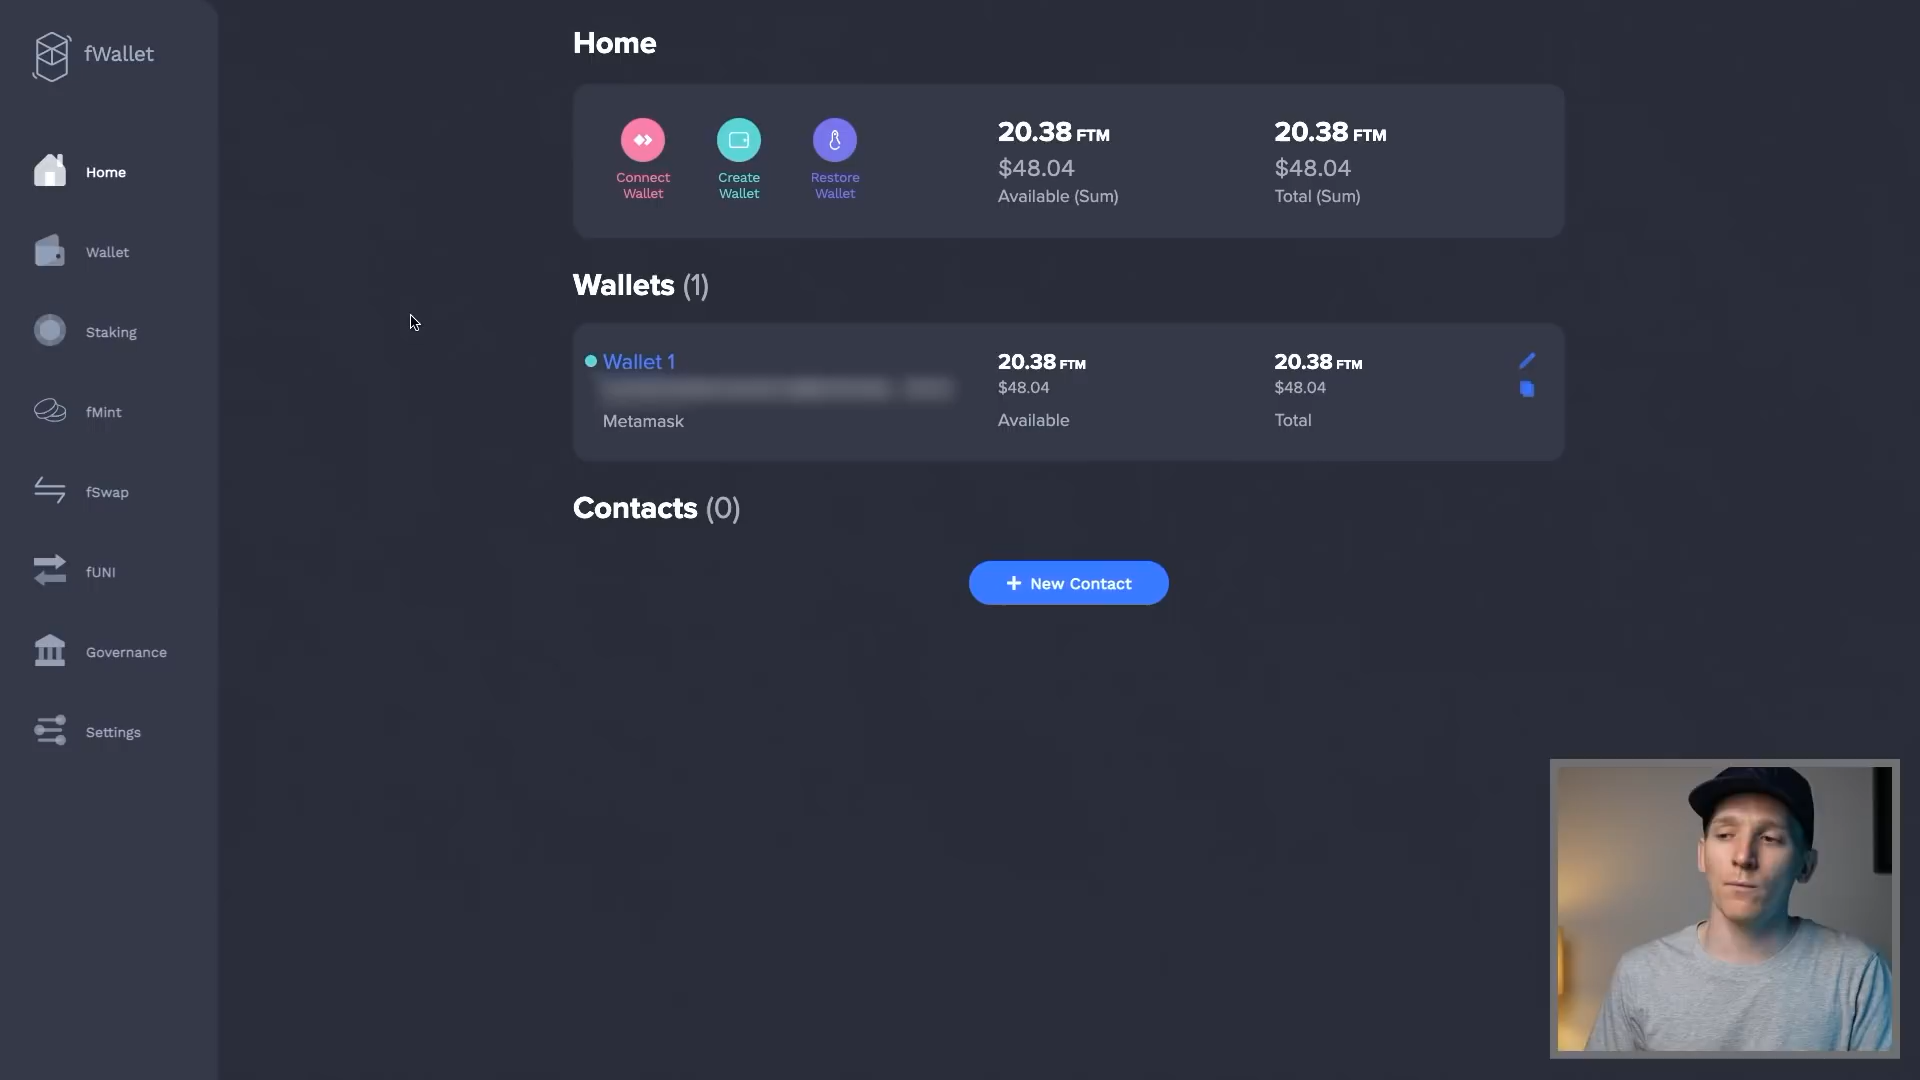 fWallet
Home
Wallet
Staking
fMint
fSwap
fUNI
Governance
Settings
Home
Connect
Wallet
Create
Wallet
Restore
Wallet
20.38 FTM
$48.04
Available (Sum)
20.38 FTM
$48.04
Total (Sum)
Wallets (1)
Wallet 1
Metamask
20.38 FTM
$48.04
Available
20.38 FTM
$48.04
Total
Contacts (0)
+ New Contact